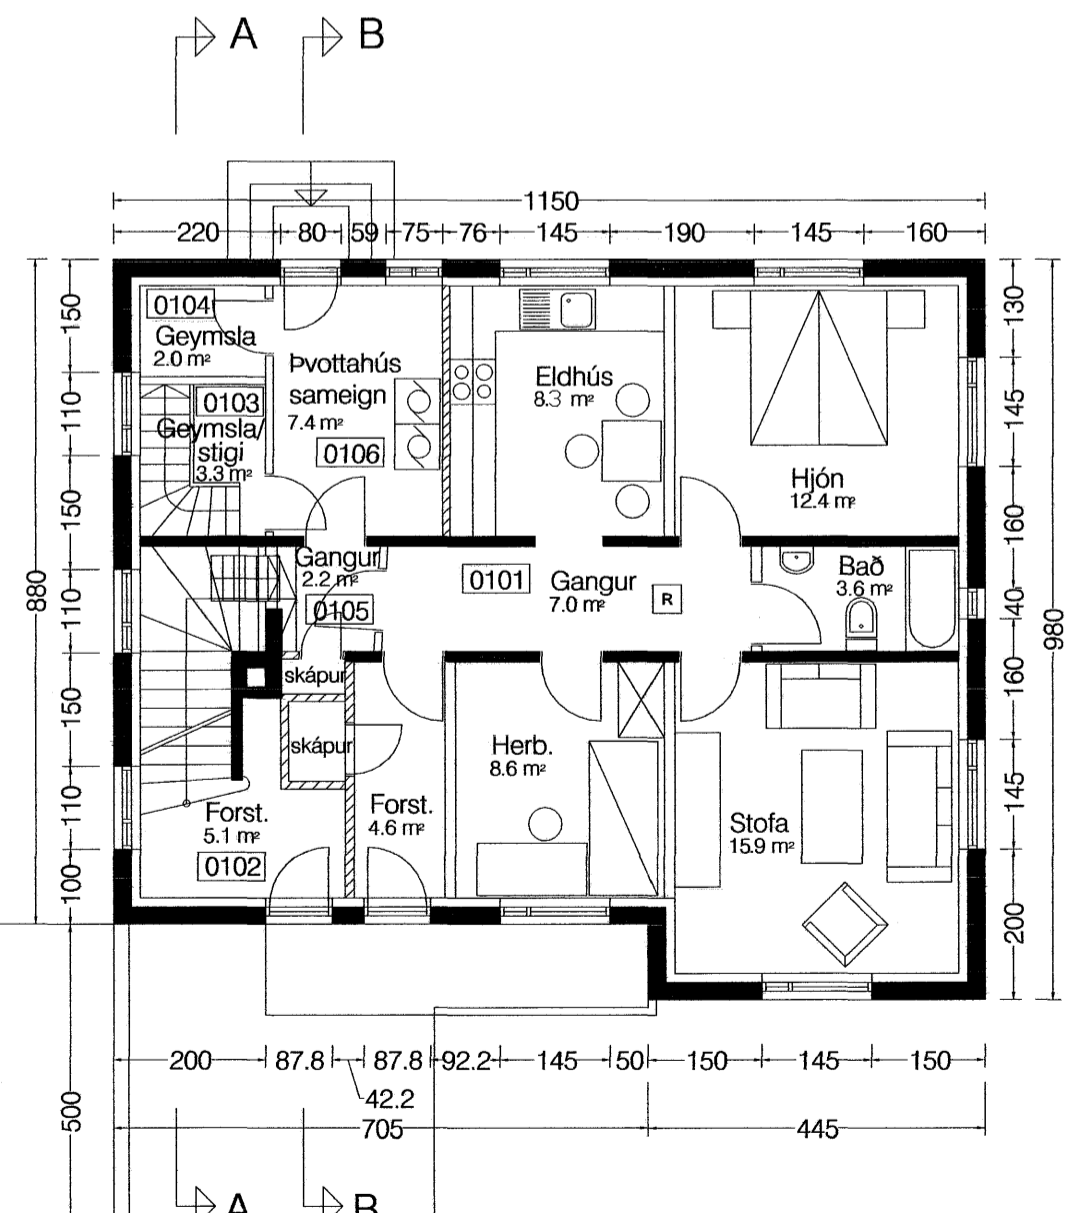 A B
1150
220 80 59 75 76 145 190 145 160
0104
Geymsla
2.0 m²
0103
Geymsla/
stigi
3.3 m²
Þvottahús
sameign
7.4 m²
0106
Eldhús
8.3 m²
Hjón
12.4 m²
Gangur
2.2 m²
0105
0101
Gangur
7.0 m²
R
Bað
3.6 m²
skápur
skápur
Herb.
8.6 m²
Forst.
5.1 m²
0102
Forst.
4.6 m²
Stofa
15.9 m²
880
150
110
150
110
150
110
100
500
130
145
160
140
160
145
200
980
200 87.8 87.8 92.2 145 50 150 145 150
42.2
705 445
A B